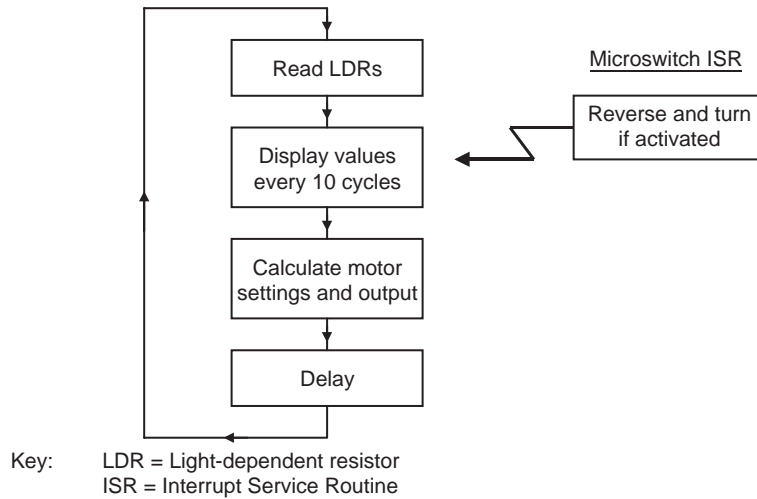 Read LDRs
Display values
every 10 cycles
Calculate motor
settings and output
Delay
Microswitch ISR
Reverse and turn
if activated
Key: LDR = Light-dependent resistor
ISR = Interrupt Service Routine